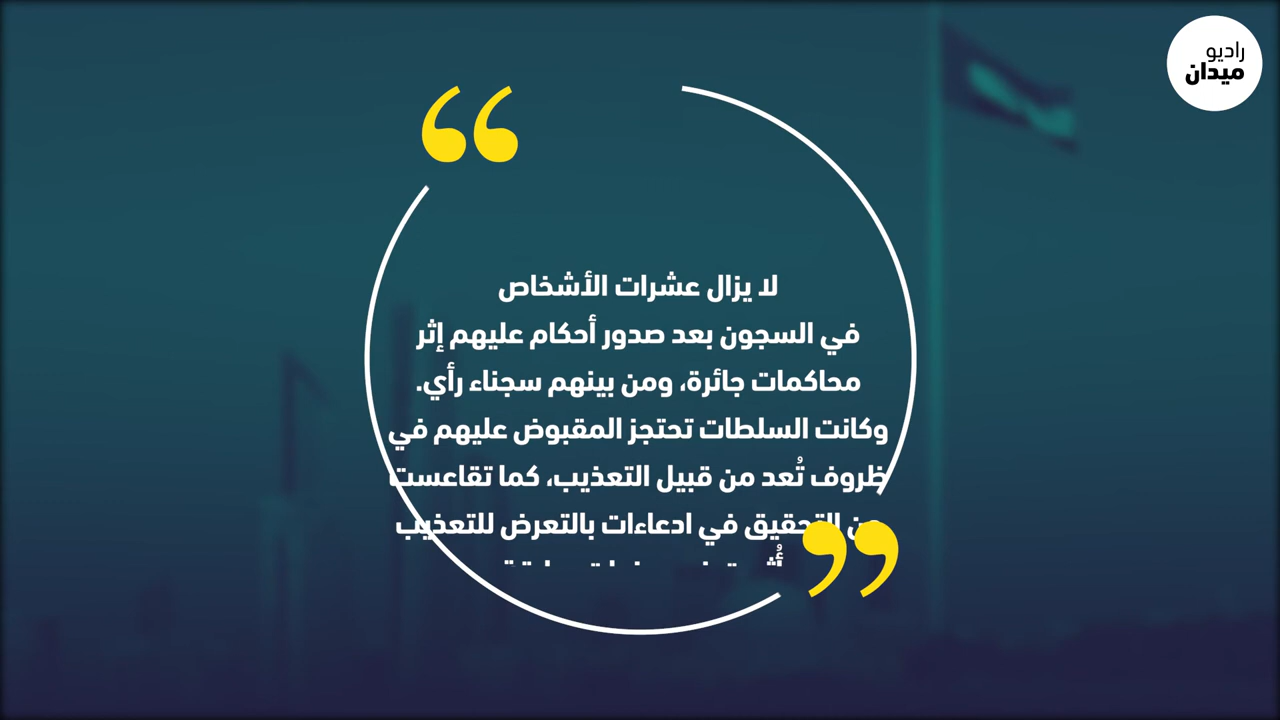 راديو
ميدان
لا يزال عشرات الأشخاص
في السجون بعد صدور أحكام عليهم إثر
محاكمات جائرة، ومن بينهم سجناء رأي.
وكانت السلطات تحتجز المقبوض عليهم في
ظروف تُعد من قبيل التعذيب، كما تقاعست
عن التحقيق في ادعاءات بالتعرض للتعذيب